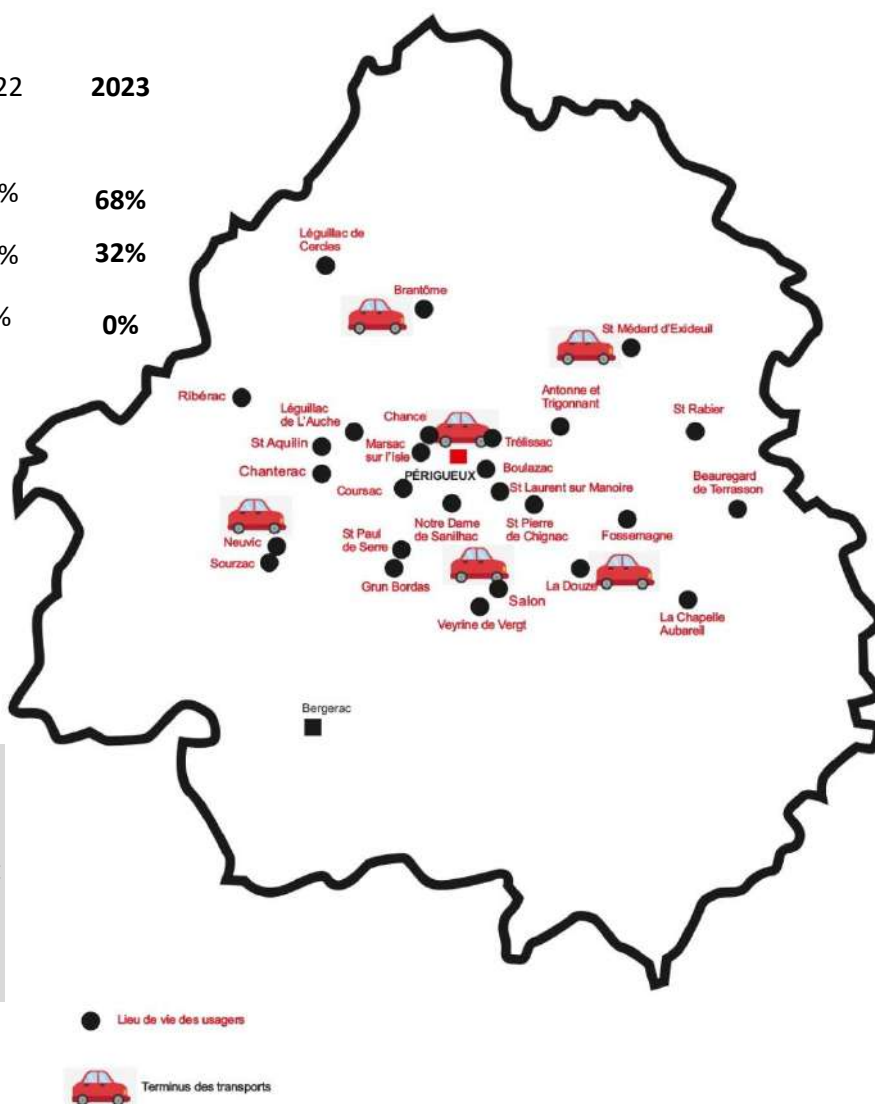 22 2023
% 68%
% 32%
% 0%
Léguillac de
Cercles
Brantôme
St Médard d'Exideuil
Ribérac
Léguillac
de L'Auche
Chance
Antonne et
Trigonnant
St Rabier
St Aquilin
Marsac
sur l'Isle
Trélissac
Chanterac
PÉRIGUEUX
Boulazac
Beauregard
de Terrasson
Coursac
St Laurent sur Manoire
Neuvic
St Paul
de Serre
Notre Dame
de Sanilhac
St Pierre
de Chignac
Fossemagne
Sourzac
Grun Bordas
La Douze
Salon
Veyrine de Vergt
La Chapelle
Aubareil
Bergerac
Lieu de vie des usagers
Terminus des transports